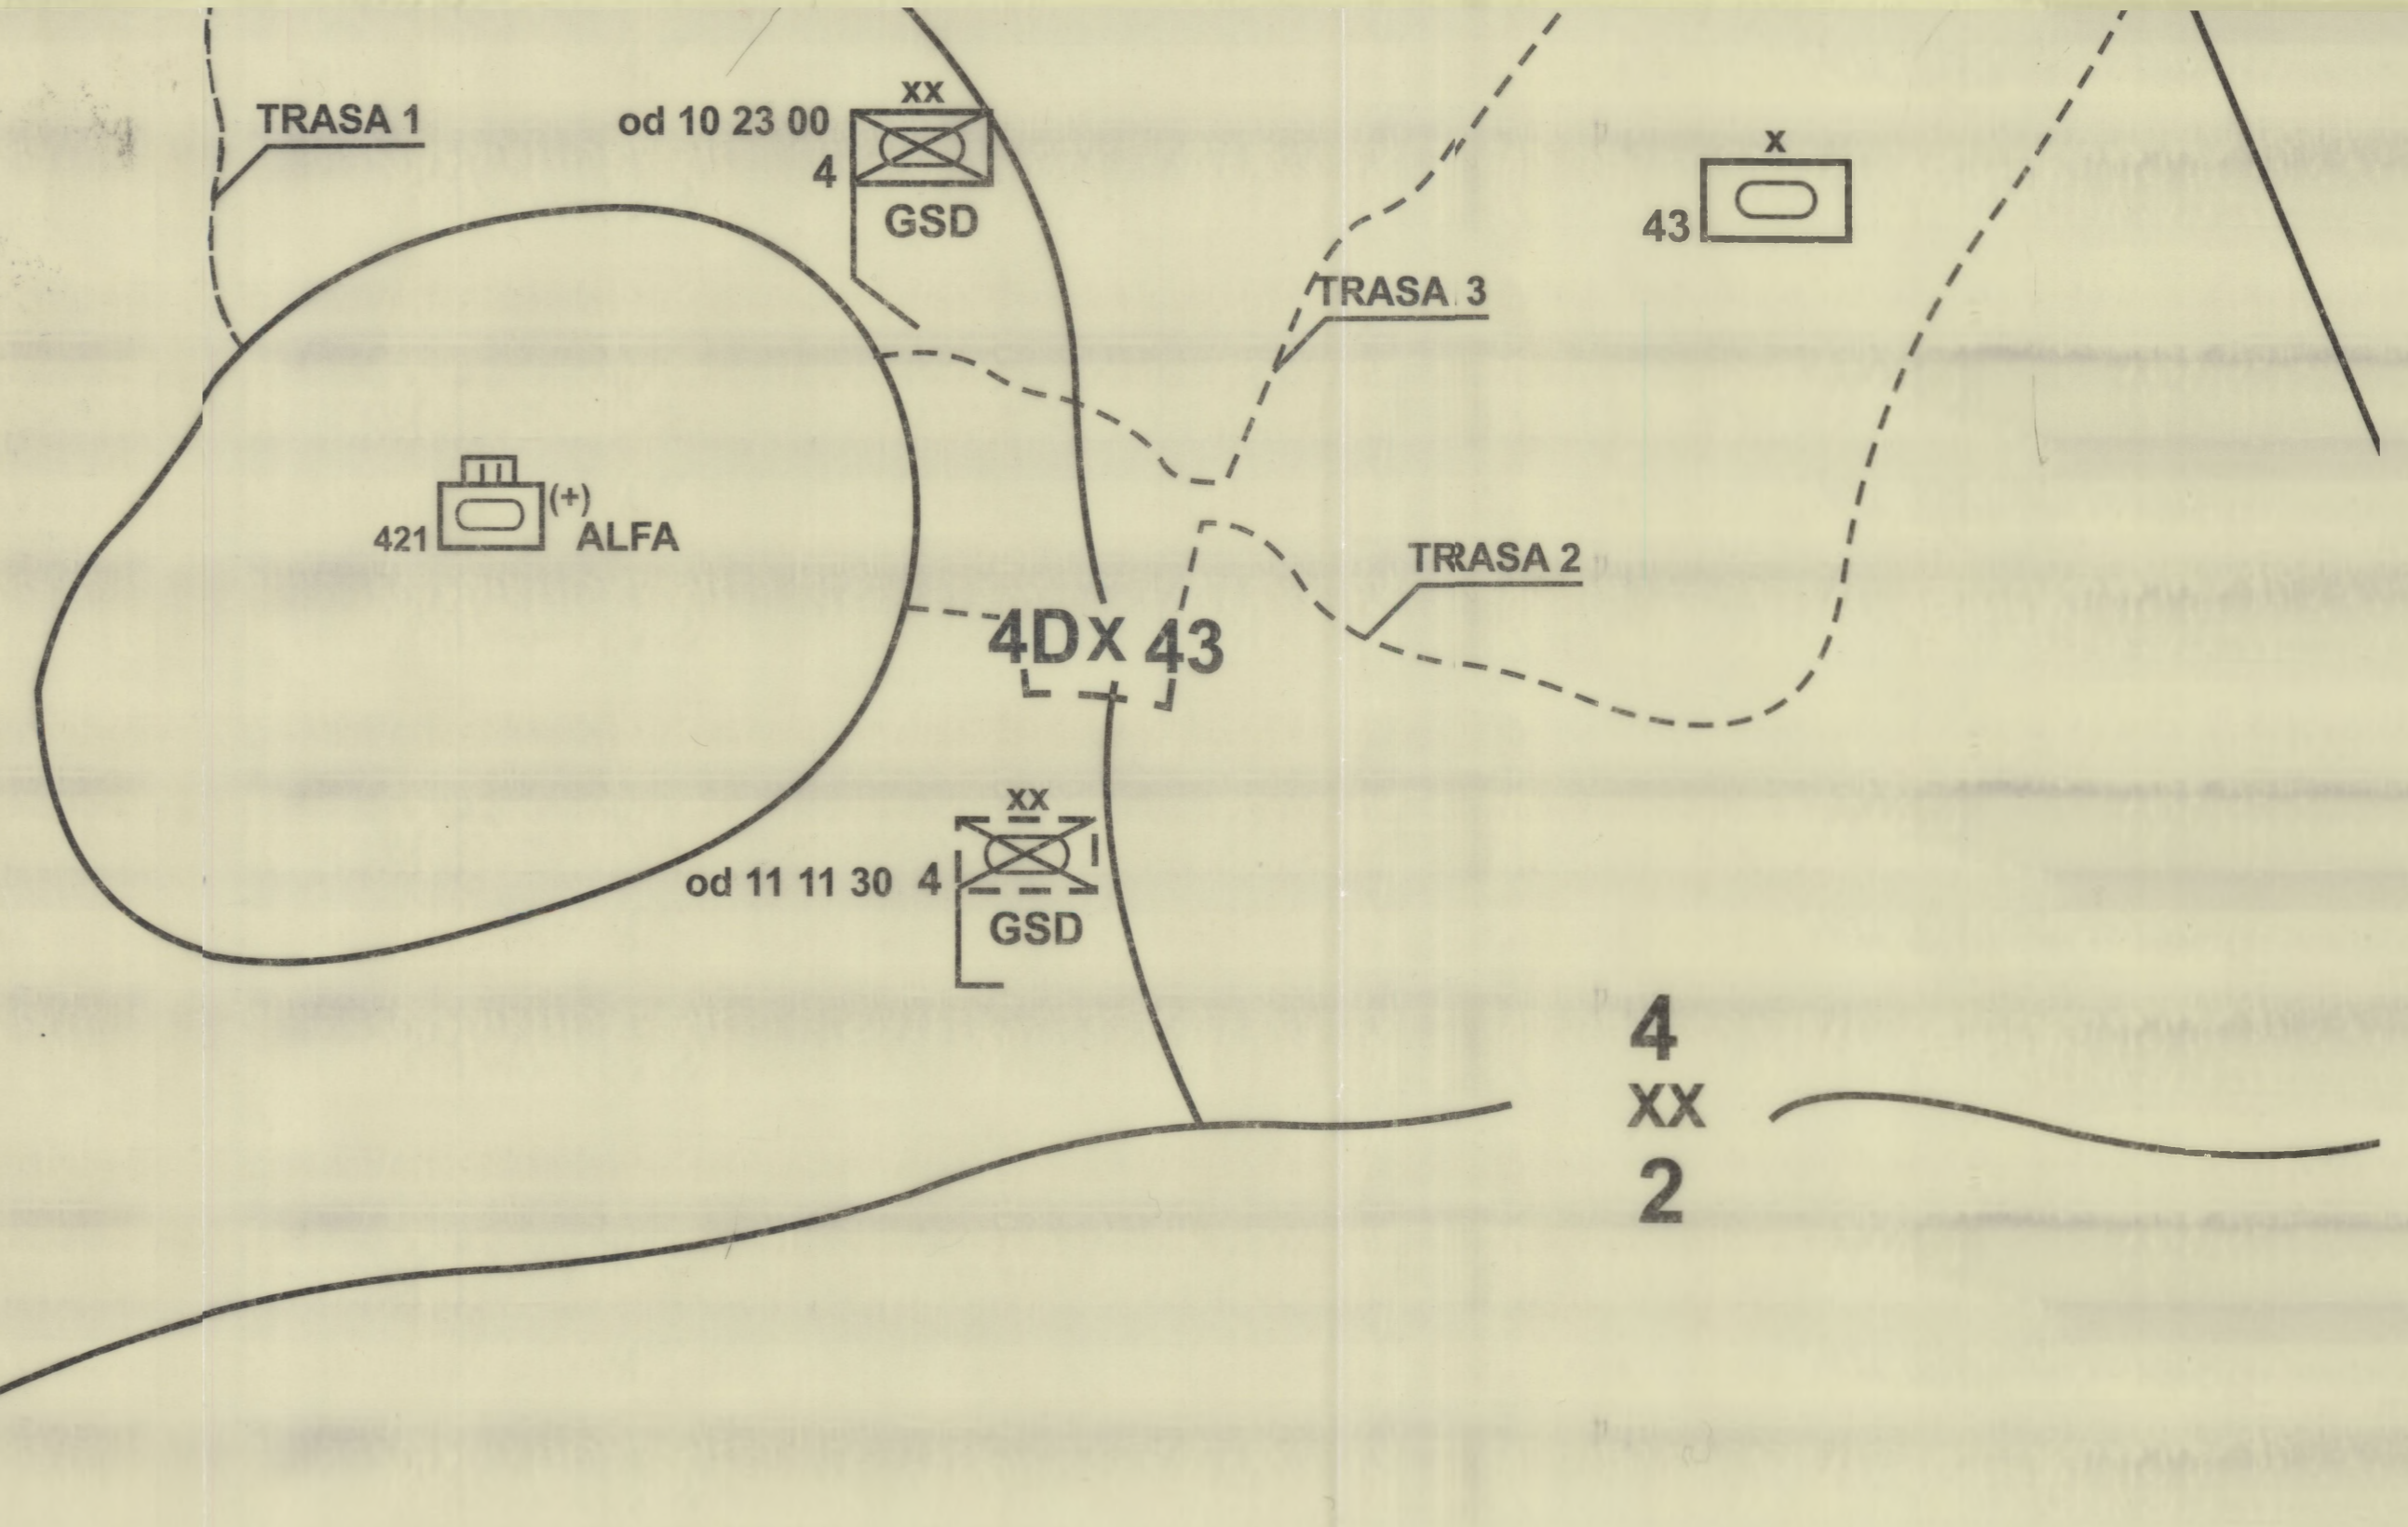 xx
TRASA 1
od 10 23 00
4
GSD
x
43
TRASA 3
421
(+)
ALFA
TRASA 2
4D x 43
xx
od 11 11 30 4
GSD
4
xx
2